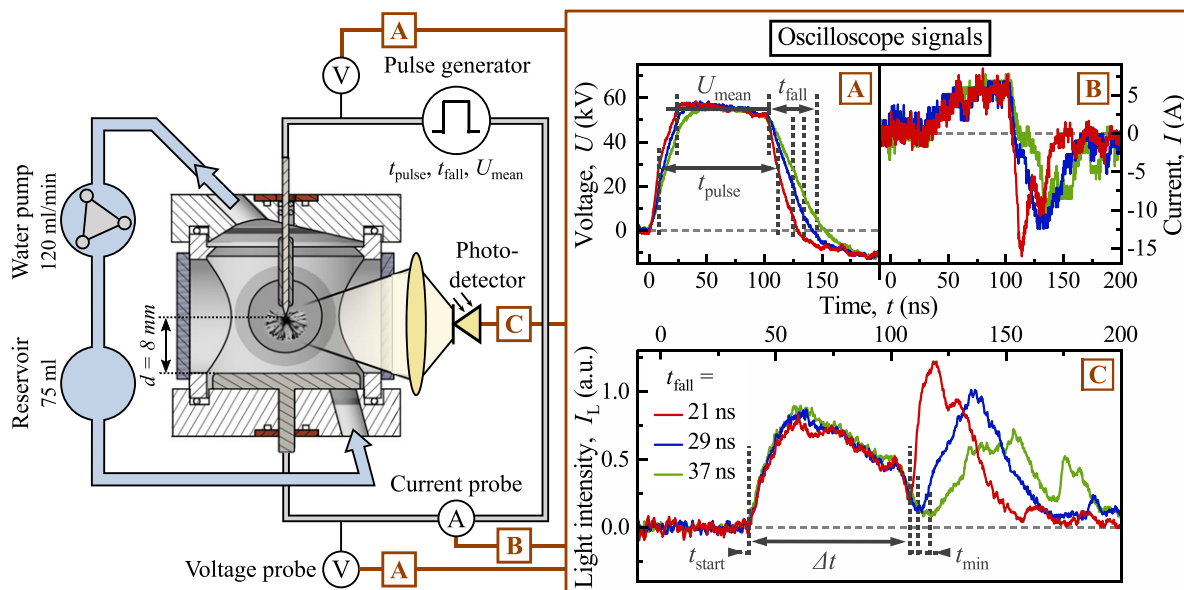 Oscilloscope signals
A
V
Pulse generator
t_pulse, t_fall, U_mean
Water pump
120 ml/min
Reservoir
75 ml
d = 8 mm
Photo-
detector
C
Current probe
A
B
Voltage probe
V
A
A
U_mean
t_fall
t_pulse
Voltage, U (kV)
60
40
20
0
0
50
100
150
B
5
0
-5
-10
-15
Current, I (A)
0
50
100
150
200
Time, t (ns)
0
50
100
150
200
C
Light intensity, I_L (a.u.)
1.0
0.5
0.0
t_fall =
21 ns
29 ns
37 ns
t_start
Δt
t_min